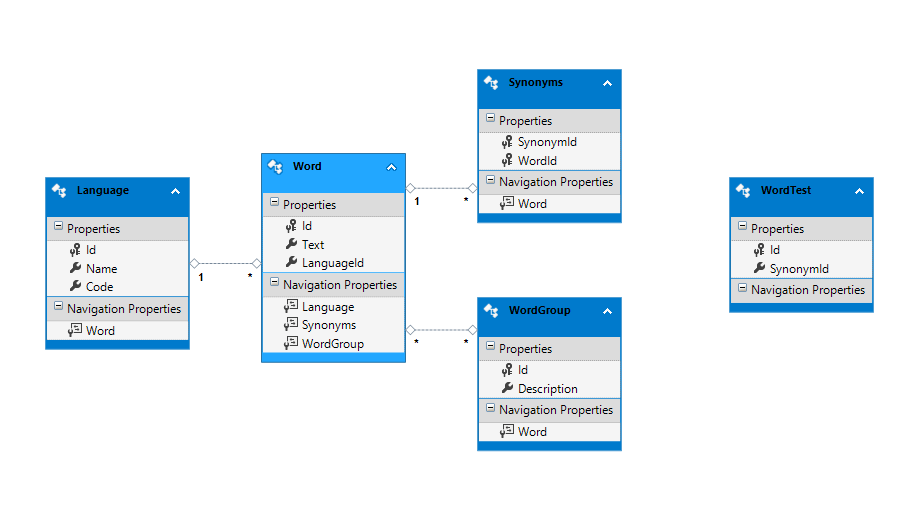 Language
Properties
Id
Name
Code
Navigation Properties
Word
1
*
Word
Properties
Id
Text
LanguageId
Navigation Properties
Language
Synonyms
WordGroup
1
*
*
*
Synonyms
Properties
SynonymId
WordId
Navigation Properties
Word
WordGroup
Properties
Id
Description
Navigation Properties
Word
WordTest
Properties
Id
SynonymId
Navigation Properties